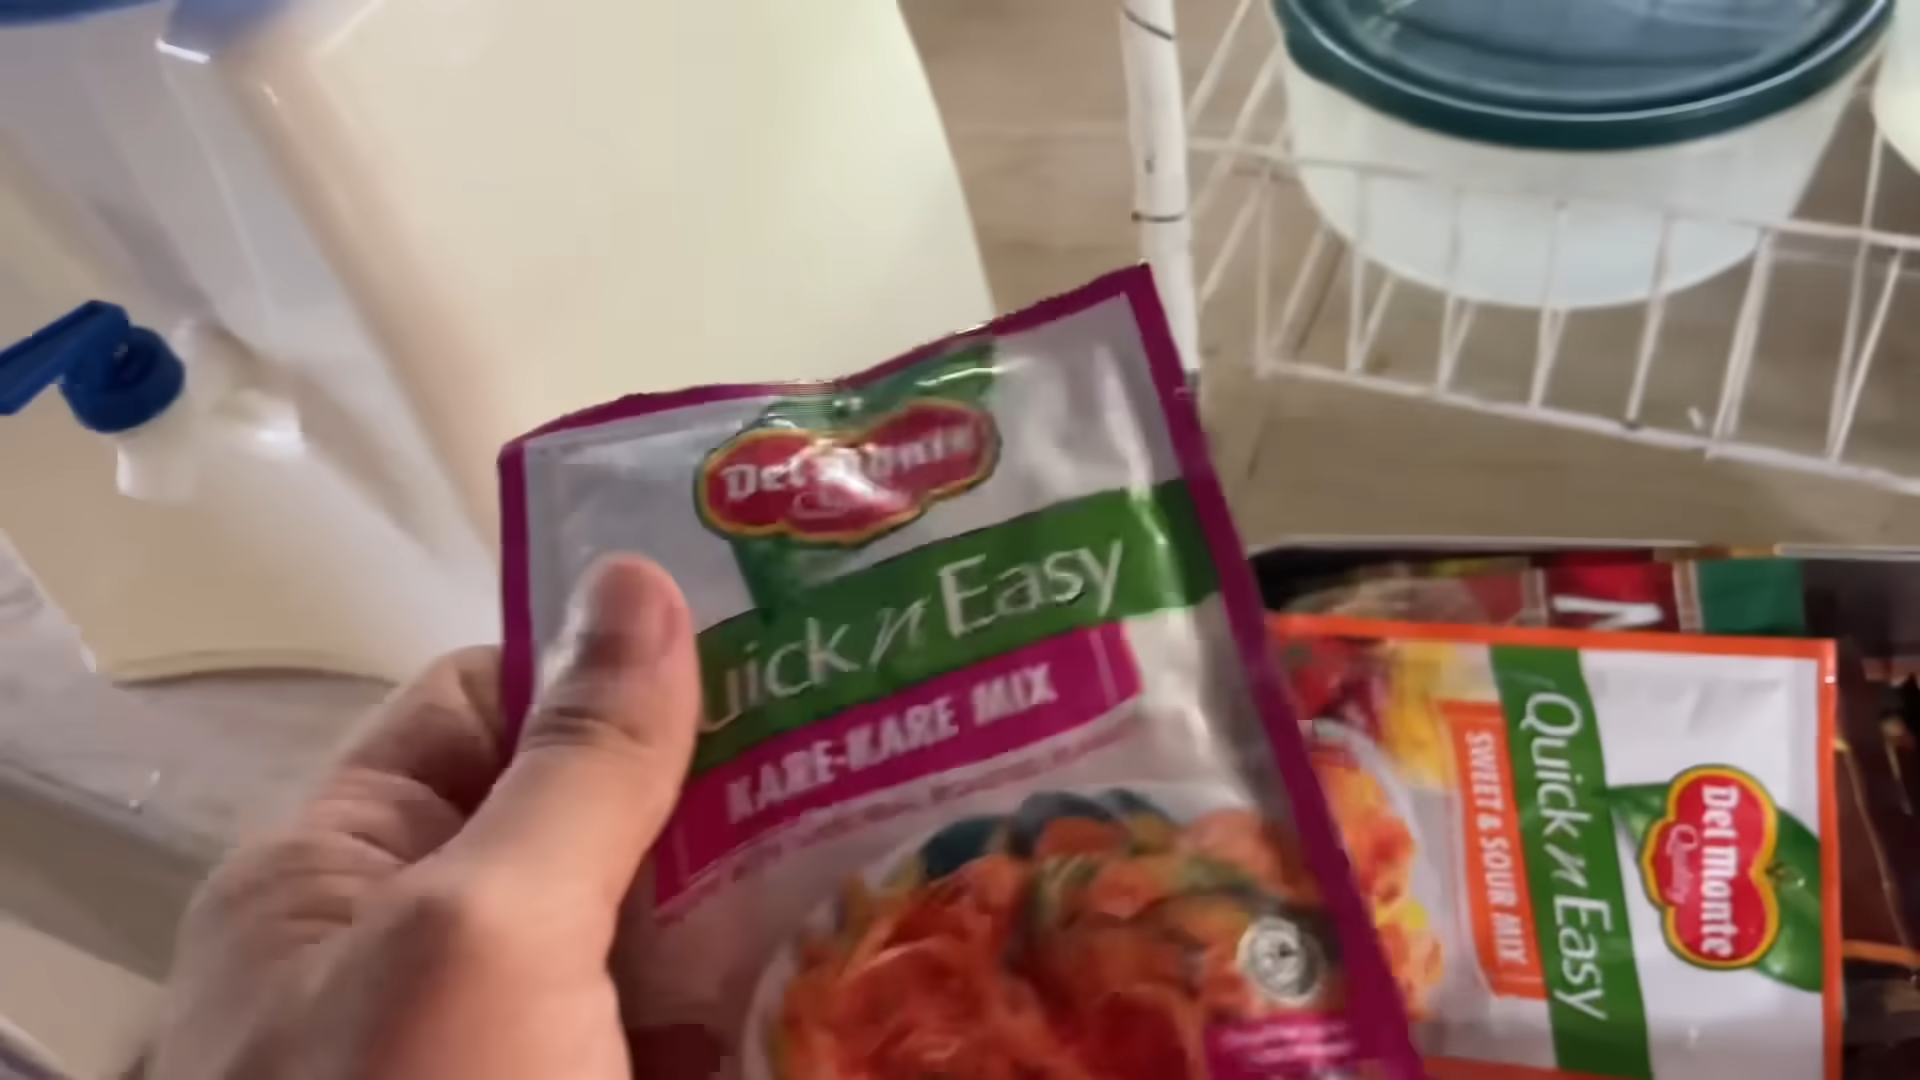 Del Monte
Quick n Easy
KARE-KARE MIX
Del Monte
Quality
Quick n Easy
SWEET & SOUR MIX